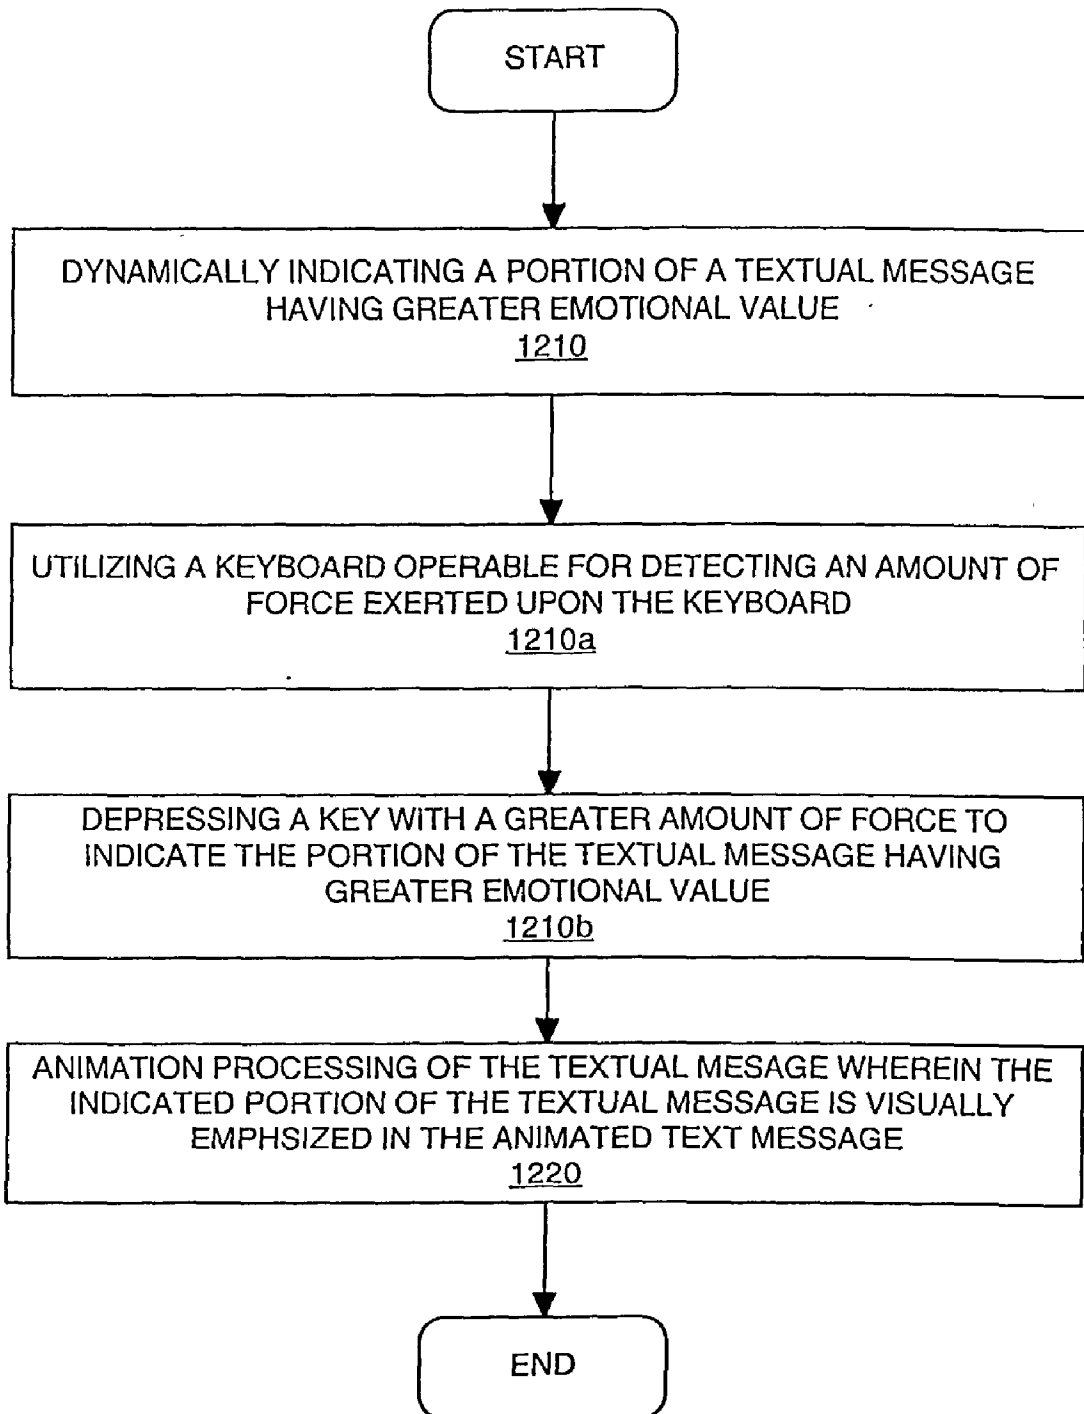 START
DYNAMICALLY INDICATING A PORTION OF A TEXTUAL MESSAGE
HAVING GREATER EMOTIONAL VALUE
1210
UTILIZING A KEYBOARD OPERABLE FOR DETECTING AN AMOUNT OF
FORCE EXERTED UPON THE KEYBOARD
1210a
DEPRESSING A KEY WITH A GREATER AMOUNT OF FORCE TO
INDICATE THE PORTION OF THE TEXTUAL MESSAGE HAVING
GREATER EMOTIONAL VALUE
1210b
ANIMATION PROCESSING OF THE TEXTUAL MESAGE WHEREIN THE
INDICATED PORTION OF THE TEXTUAL MESSAGE IS VISUALLY
EMPHSIZED IN THE ANIMATED TEXT MESSAGE
1220
END